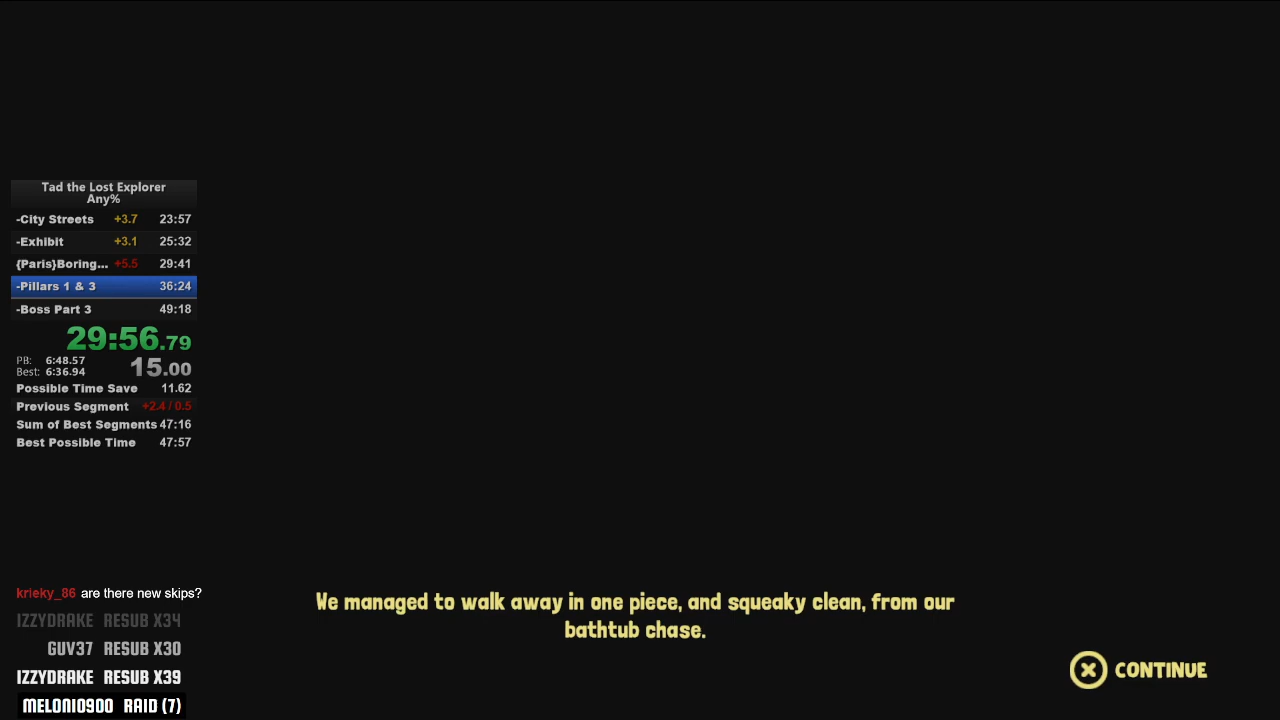 Tad the Lost Explorer
Any%
-City Streets +3.7 23:57
-Exhibit +3.1 25:32
{Paris}Boring... +5.5 29:41
-Pillars 1 & 3 36:24
-Boss Part 3 49:18
29:56.79
PB: 6:48.57
Best: 6:36.94
15.00
Possible Time Save 11.62
Previous Segment +2.4 / 0.5
Sum of Best Segments 47:16
Best Possible Time 47:57
krieky_86 are there new skips?
IZZYDRAKE RESUB X34
GUV37 RESUB X30
IZZYDRAKE RESUB X39
MELONI0900 RAID (7)
We managed to walk away in one piece, and squeaky clean, from our
bathtub chase.
CONTINUE